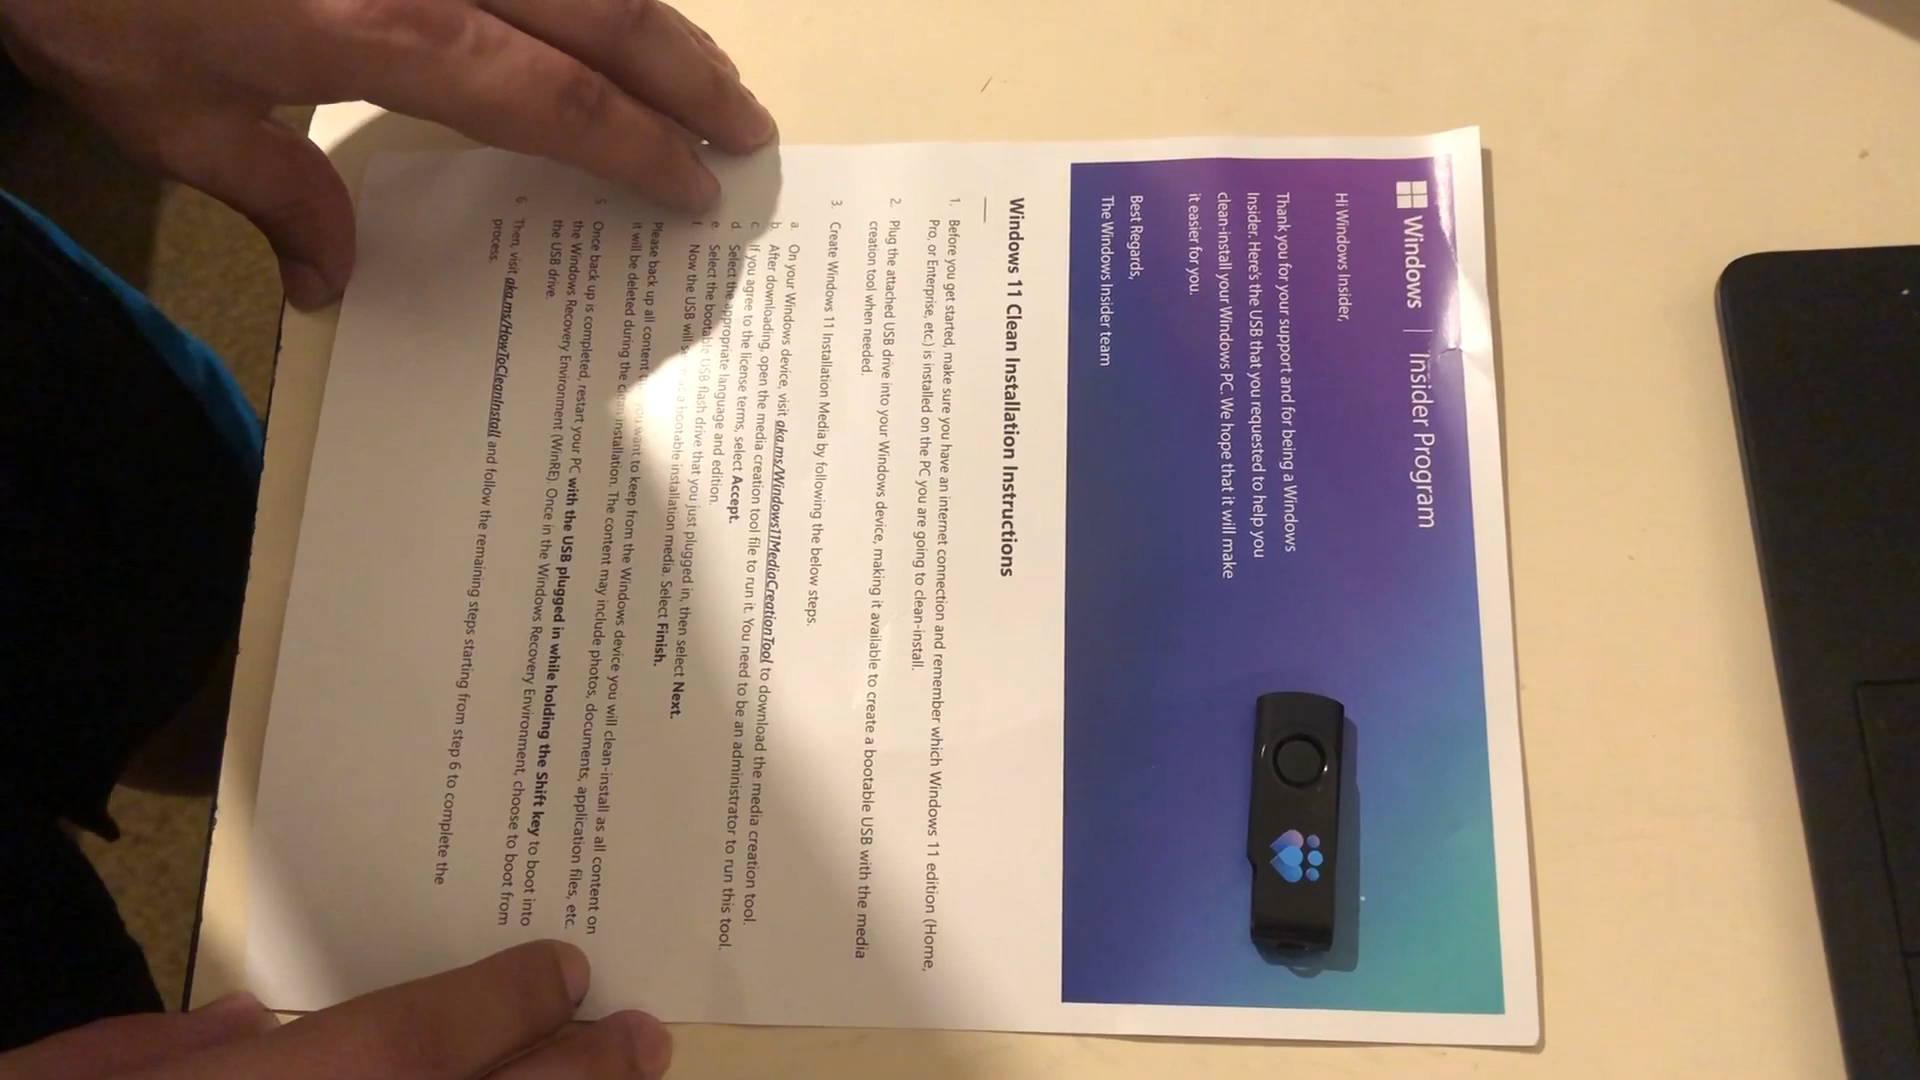 Windows | Insider Program
Hi Windows Insider,
Thank you for your support and for being a Windows
Insider. Here's the USB that you requested to help you
clean-install your Windows PC. We hope that it will make
it easier for you.
Best Regards,
The Windows Insider team
Windows 11 Clean Installation Instructions
1. Before you get started, make sure you have an internet connection and remember which Windows 11 edition (Home,
Pro, or Enterprise, etc.) is installed on the PC you are going to clean-install.
2. Plug the attached USB drive into your Windows device, making it available to create a bootable USB with the media
creation tool when needed.
3. Create Windows 11 Installation Media by following the below steps.
a. On your Windows device, visit aka.ms/Windows11MediaCreationTool to download the media creation tool.
b. After downloading, open the media creation tool file to run it. You need to be an administrator to run this tool.
c. If you agree to the license terms, select Accept.
d. Select the appropriate language and edition.
e. Select the bootable USB flash drive that you just plugged in, then select Next.
f. Now the USB will a bootable installation media. Select Finish.
Please back up all content you want to keep from the Windows device you will clean-install as all content on
it will be deleted during the clean installation. The content may include photos, documents, application files, etc.
5. Once back up is completed, restart your PC with the USB plugged in while holding the Shift key to boot into
the Windows Recovery Environment (WinRE). Once in the Windows Recovery Environment, choose to boot from
the USB drive.
6. Then, visit aka.ms/HowToCleanInstall and follow the remaining steps starting from step 6 to complete the
process.